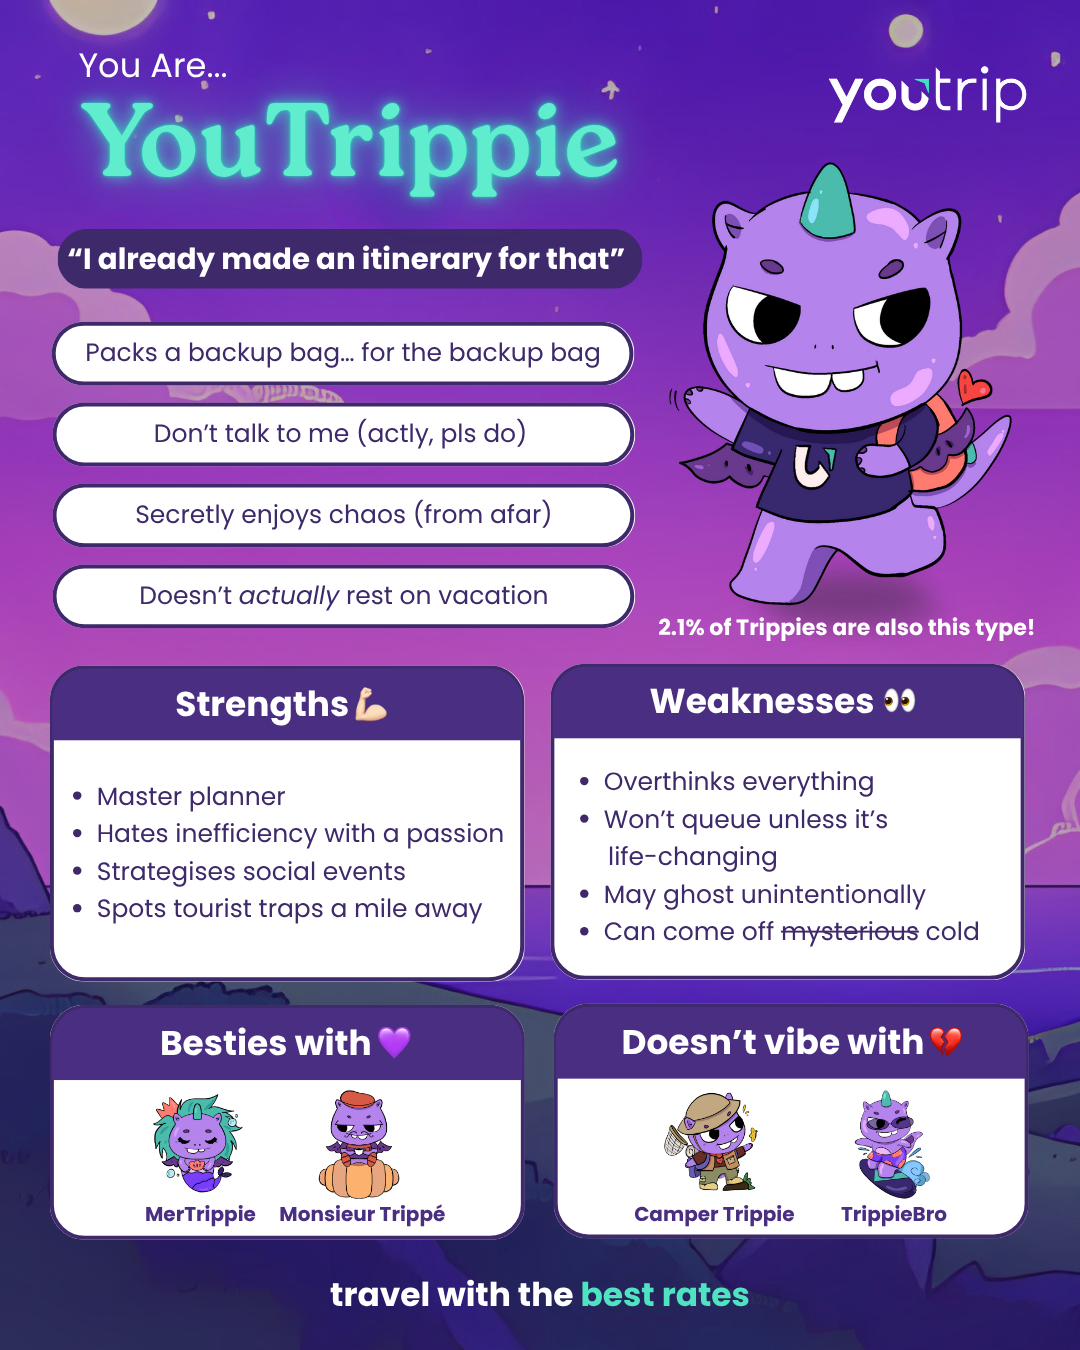 You Are...
youtrip
YouTrippie
“I already made an itinerary for that”
Packs a backup bag... for the backup bag
Don’t talk to me (actly, pls do)
Secretly enjoys chaos (from afar)
Doesn’t actually rest on vacation
2.1% of Trippies are also this type!
Strengths 💪🏻
Master planner
Hates inefficiency with a passion
Strategises social events
Spots tourist traps a mile away
Weaknesses 👀
Overthinks everything
Won’t queue unless it’s
life-changing
May ghost unintentionally
Can come off mysterious cold
Besties with 💜
MerTrippie
Monsieur Trippé
Doesn’t vibe with 💔
Camper Trippie
TrippieBro
travel with the best rates